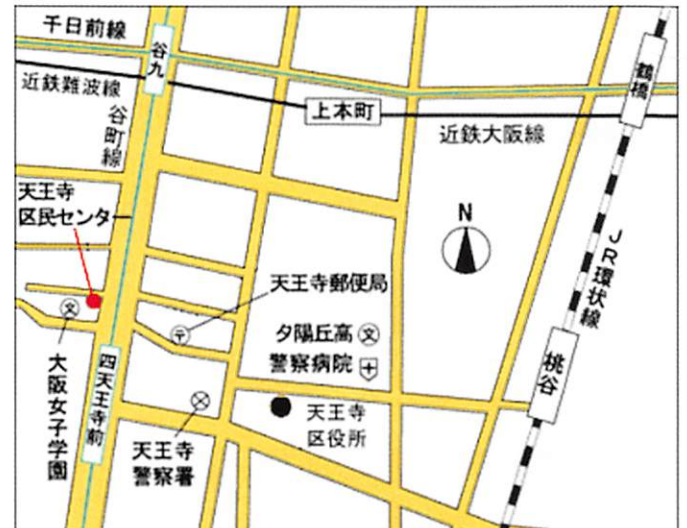 千日前線
谷九
鶴橋
近鉄難波線
上本町
谷町線
近鉄大阪線
天王寺
区民センター
N
JR環状線
天王寺郵便局
文
〒
夕陽丘高 文
警察病院
桃谷
大阪女子学園
四天王寺前
天王寺
区役所
天王寺
警察署